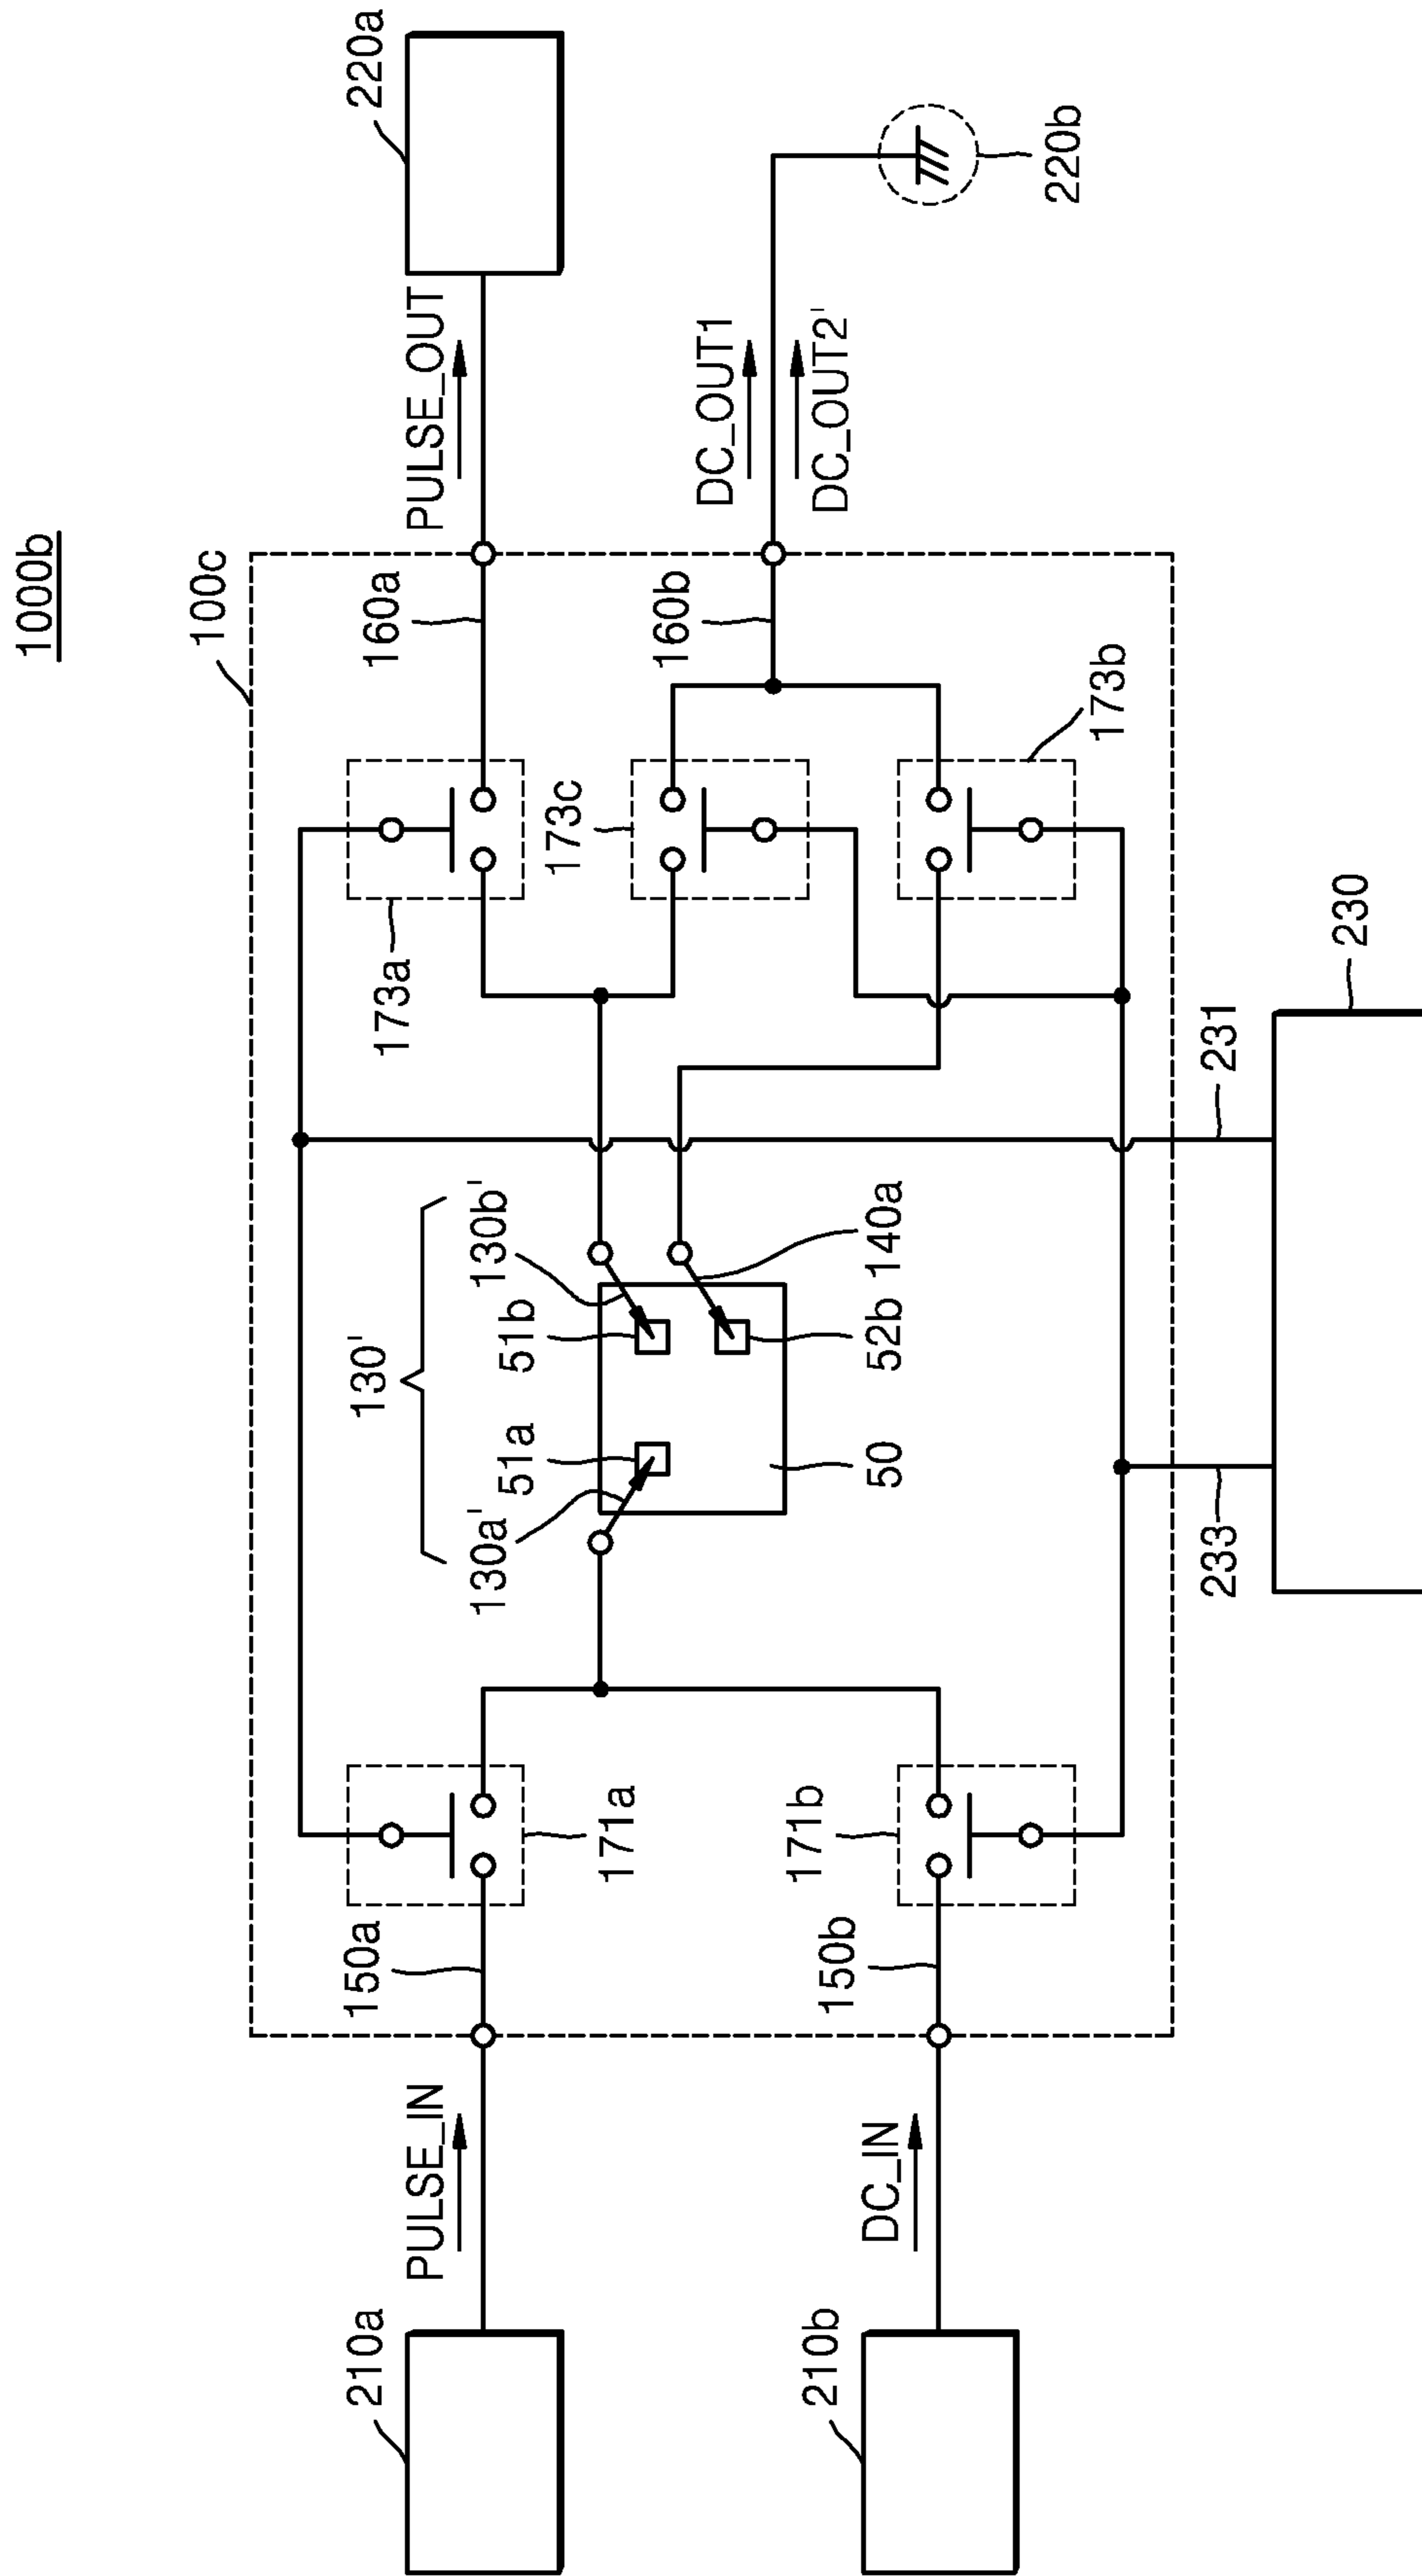 1000b
100c
210a
PULSE_IN
150a
171a
130'
130a'
130b'
51a
51b
173a
160a
PULSE_OUT
220a
173c
160b
DC_OUT1
DC_OUT2'
220b
50
52b
140a
210b
DC_IN
150b
171b
173b
233
231
230